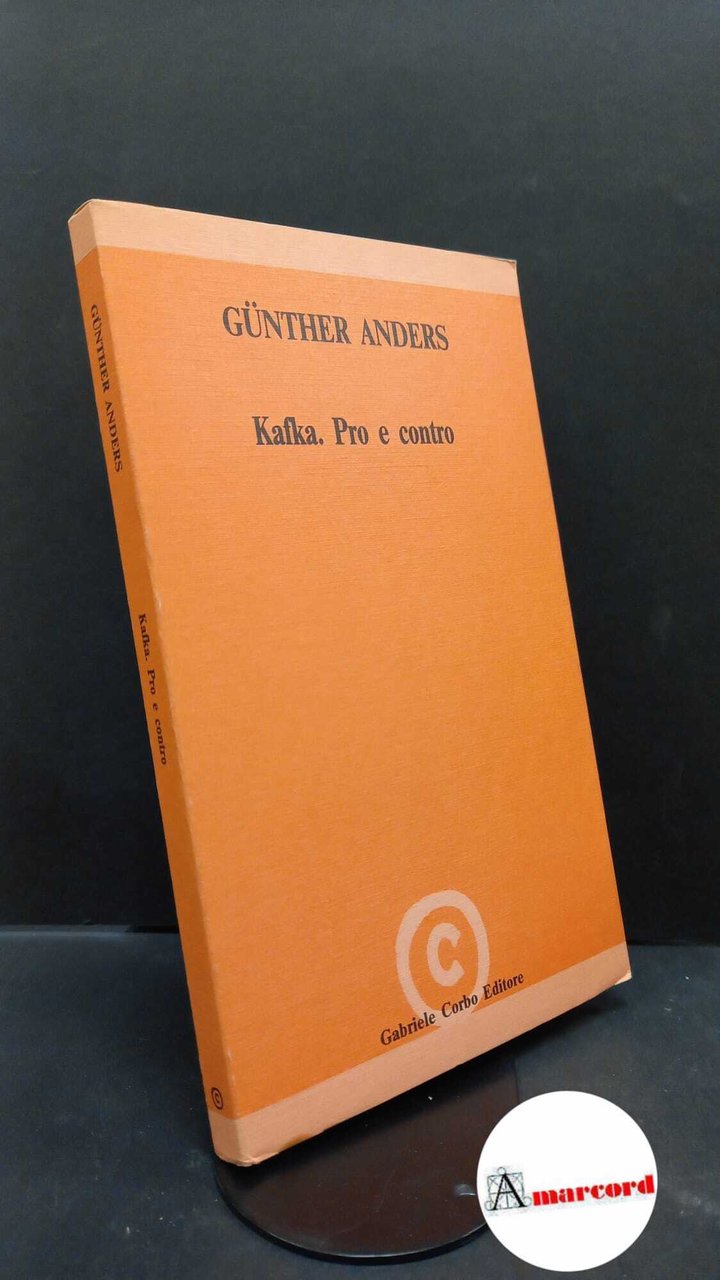 GÜNTHER ANDERS
Kafka. Pro e contro
C
Gabriele Corbo Editore
GÜNTHER ANDERS
Kafka. Pro e contro
C
Amarcord